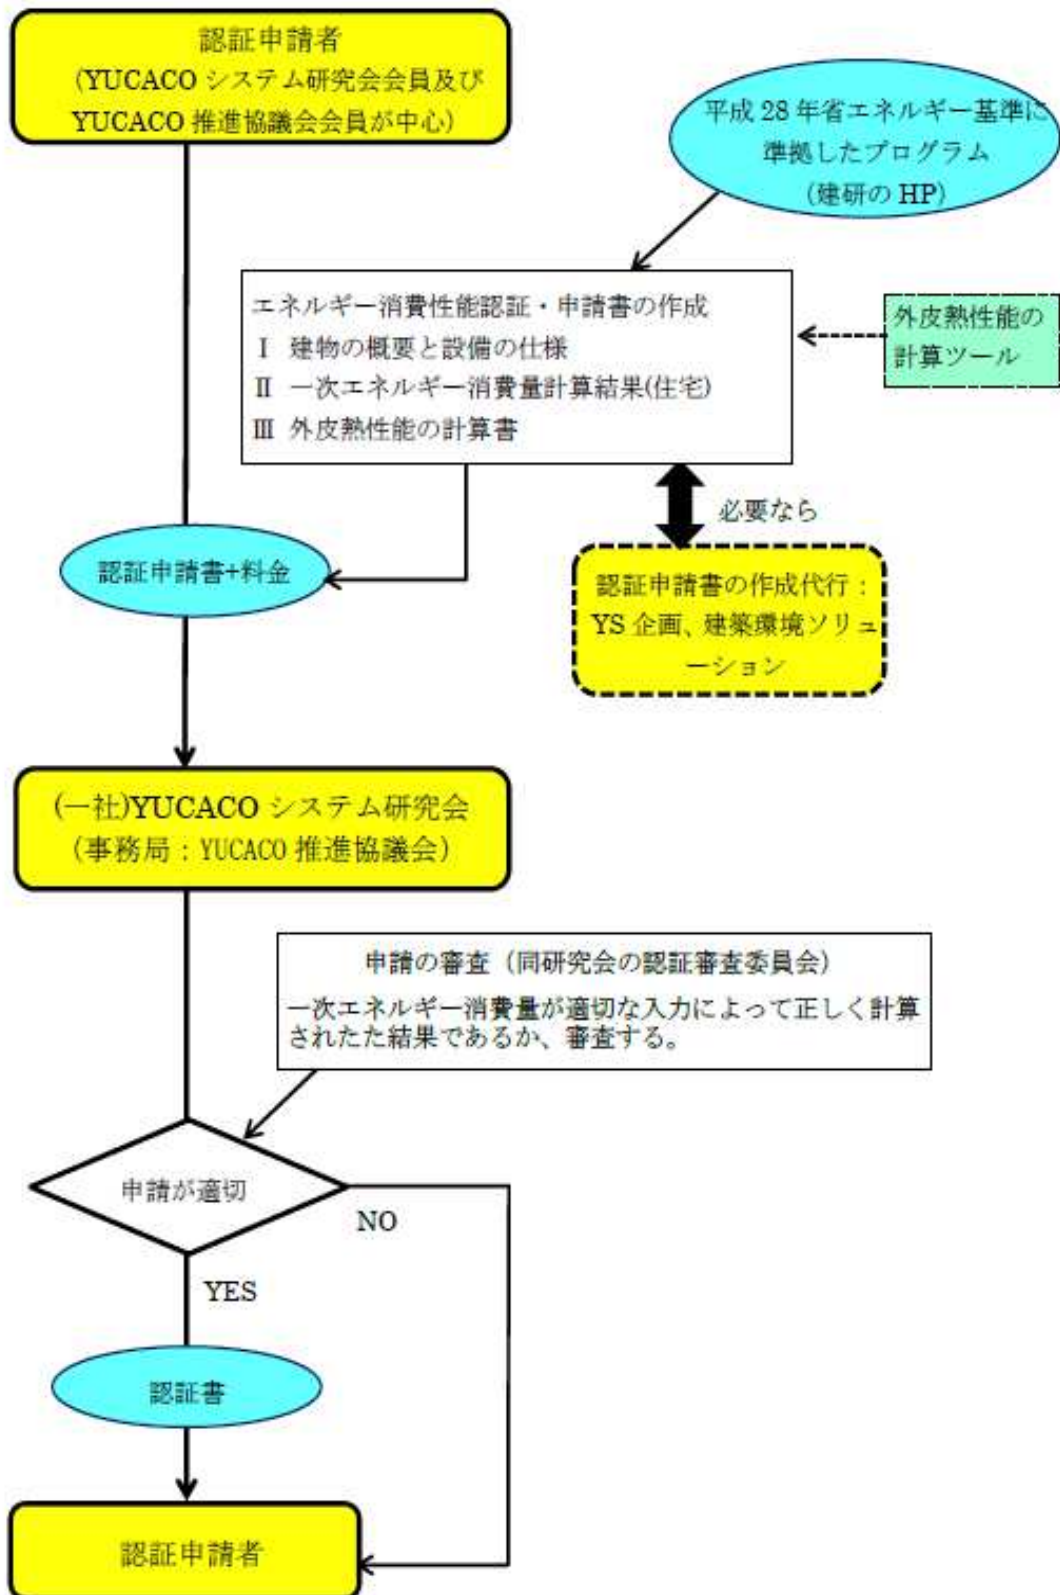 認証申請者
（YUCACO システム研究会会員及び
YUCACO 推進協議会会員が中心）
平成 28 年省エネルギー基準に
準拠したプログラム
（建研の HP）
エネルギー消費性能認証・申請書の作成
Ⅰ 建物の概要と設備の仕様
Ⅱ 一次エネルギー消費量計算結果(住宅)
Ⅲ 外皮熱性能の計算書
外皮熱性能の
計算ツール
必要なら
認証申請書+料金
認証申請書の作成代行：
YS 企画、建築環境ソリュ
ーション
(一社)YUCACO システム研究会
（事務局：YUCACO 推進協議会）
申請の審査（同研究会の認証審査委員会）
一次エネルギー消費量が適切な入力によって正しく計算
されたた結果であるか、審査する。
申請が適切
NO
YES
認証書
認証申請者